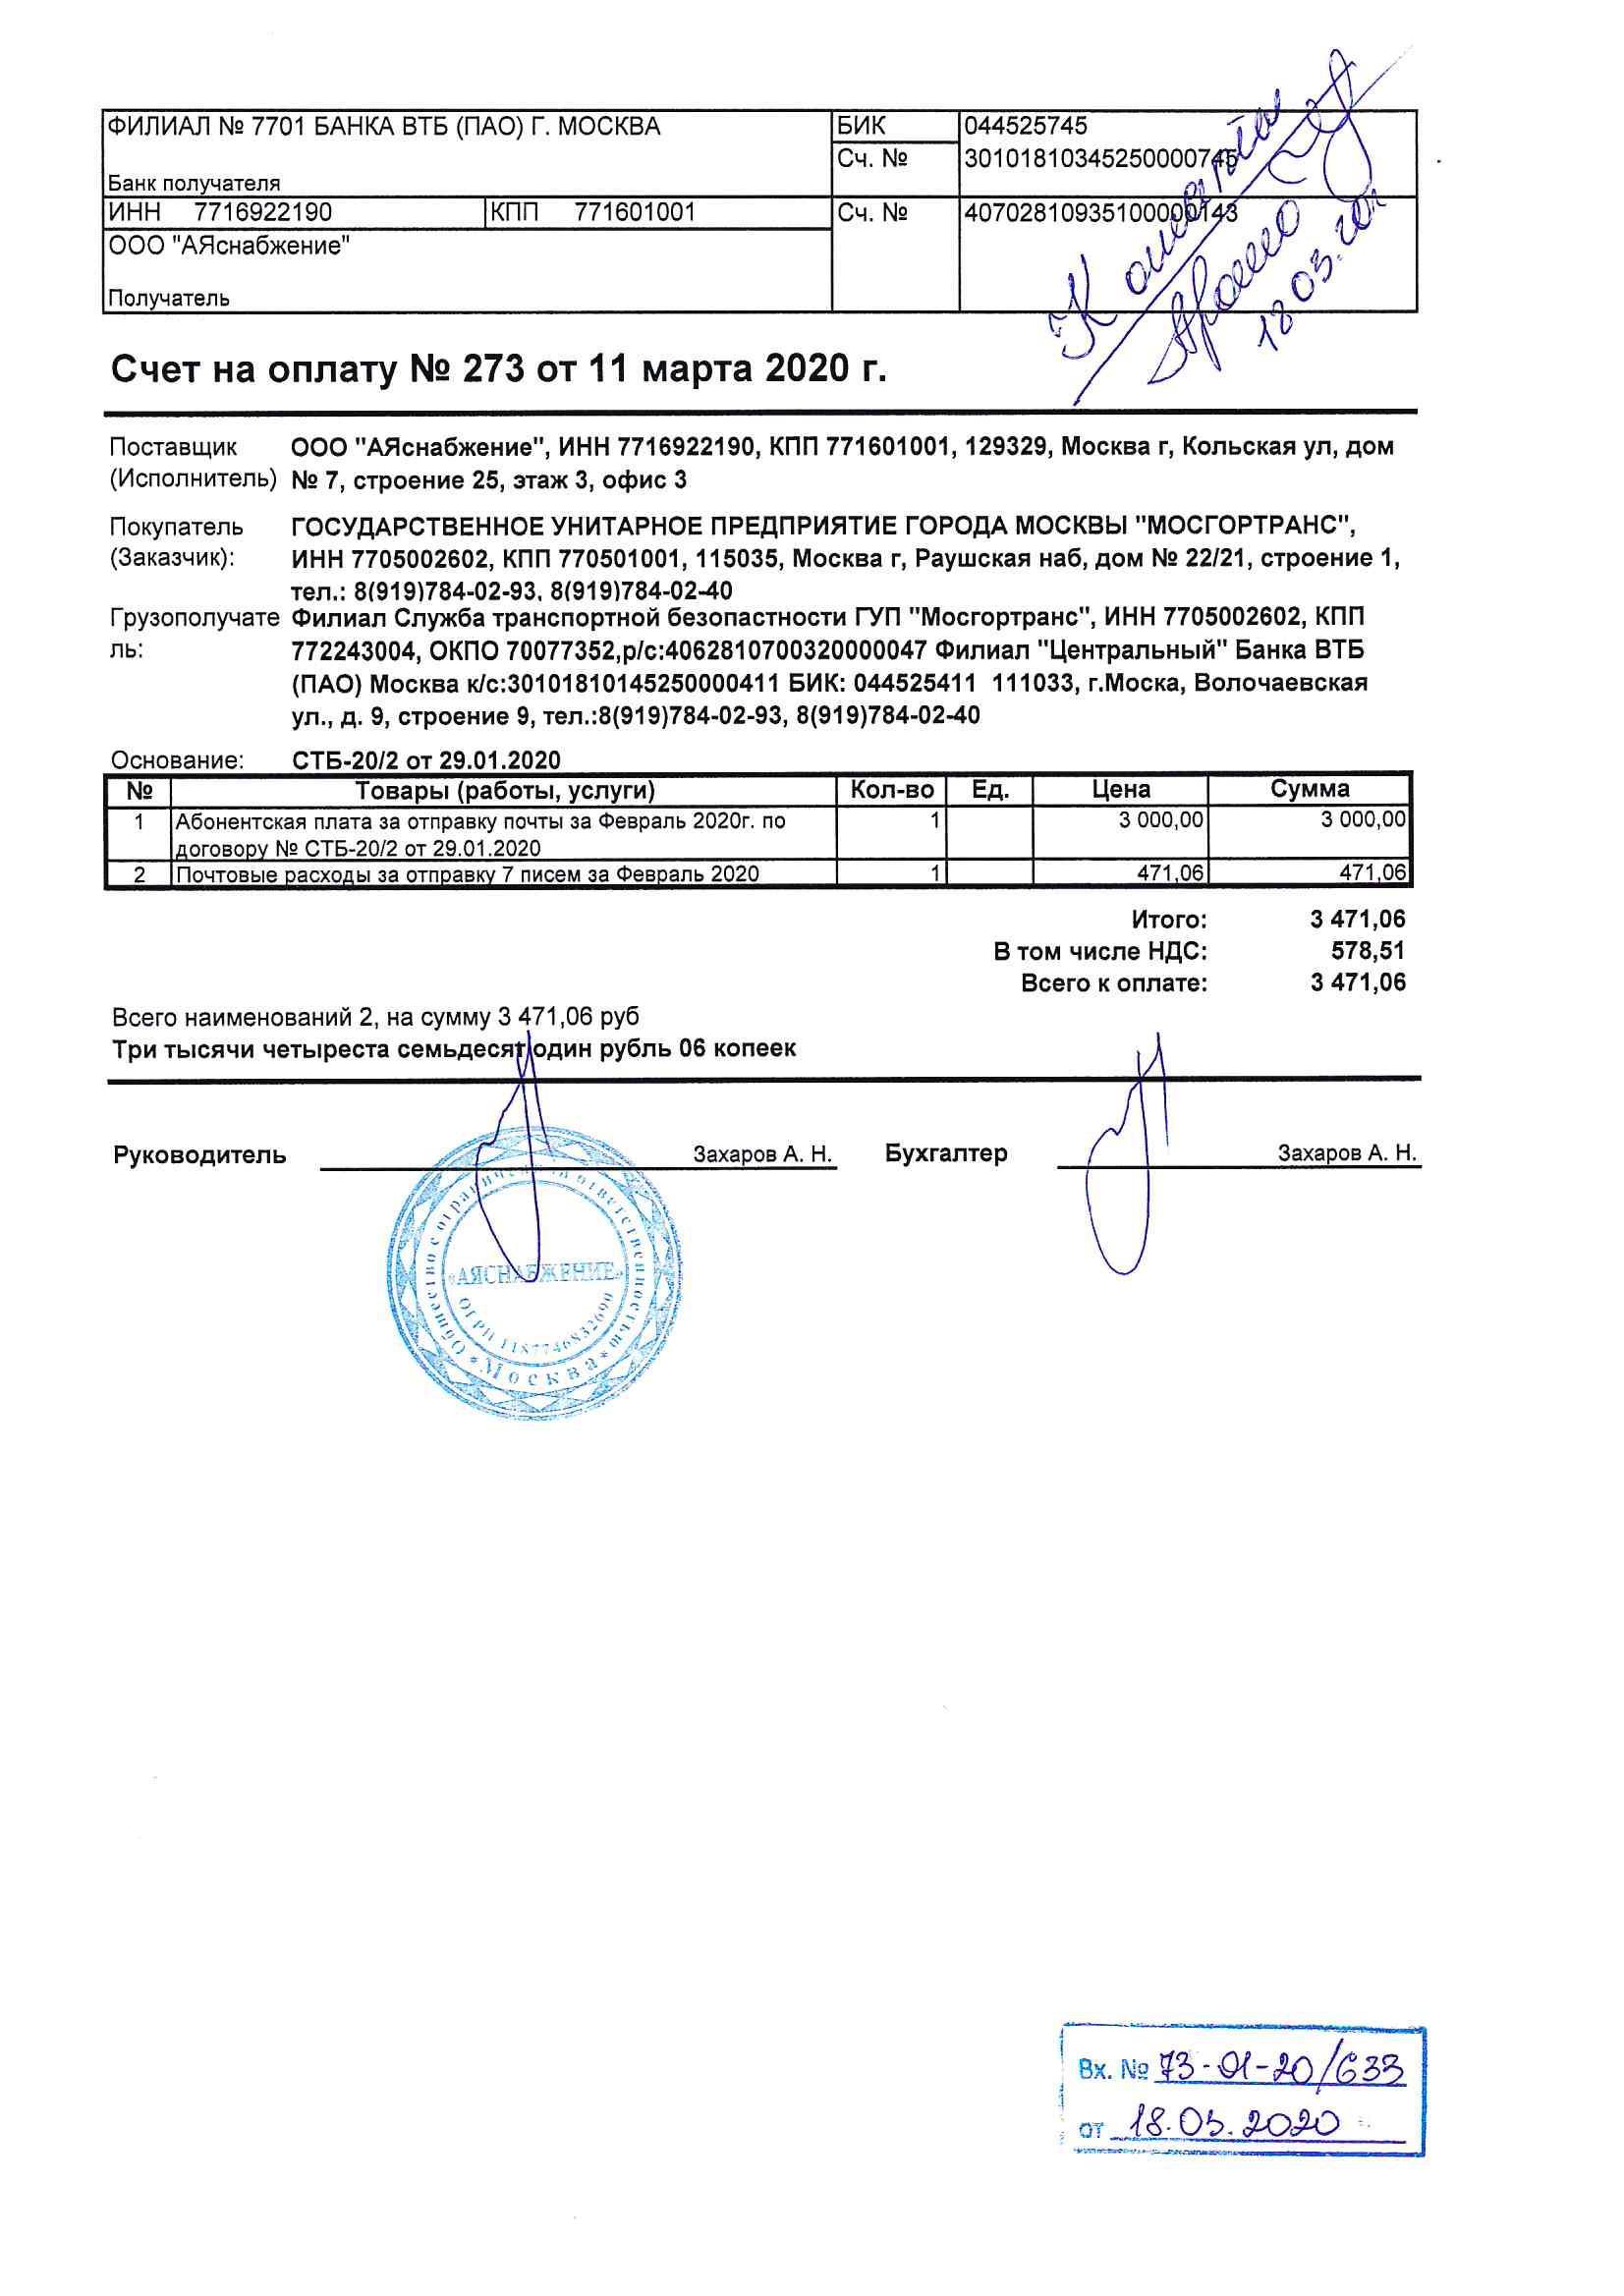 ФИЛИАЛ № 7701 БАНКА ВТБ (ПАО) Г. МОСКВА
БИК 044525745
Сч. № 30101810345250000745
Банк получателя
ИНН 7716922190 КПП 771601001 Сч. № 40702810935100000143
ООО "АЯснабжение"
Получатель
К оплате
18.03.
Счет на оплату № 273 от 11 марта 2020 г.
Поставщик (Исполнитель) ООО "АЯснабжение", ИНН 7716922190, КПП 771601001, 129329, Москва г, Кольская ул, дом
№ 7, строение 25, этаж 3, офис 3
Покупатель (Заказчик): ГОСУДАРСТВЕННОЕ УНИТАРНОЕ ПРЕДПРИЯТИЕ ГОРОДА МОСКВЫ "МОСГОРТРАНС",
ИНН 7705002602, КПП 770501001, 115035, Москва г, Раушская наб, дом № 22/21, строение 1,
тел.: 8(919)784-02-93, 8(919)784-02-40
Грузополучатель: Филиал Служба транспортной безопастности ГУП "Мосгортранс", ИНН 7705002602, КПП
772243004, ОКПО 70077352,р/с:4062810700320000047 Филиал "Центральный" Банка ВТБ
(ПАО) Москва к/с:30101810145250000411 БИК: 044525411 111033, г.Моска, Волочаевская
ул., д. 9, строение 9, тел.:8(919)784-02-93, 8(919)784-02-40
Основание: СТБ-20/2 от 29.01.2020
№ Товары (работы, услуги) Кол-во Ед. Цена Сумма
1 Абонентская плата за отправку почты за Февраль 2020г. по 1 3 000,00 3 000,00
договору № СТБ-20/2 от 29.01.2020
2 Почтовые расходы за отправку 7 писем за Февраль 2020 1 471,06 471,06
Итого: 3 471,06
В том числе НДС: 578,51
Всего к оплате: 3 471,06
Всего наименований 2, на сумму 3 471,06 руб
Три тысячи четыреста семьдесят один рубль 06 копеек
Руководитель Захаров А. Н. Бухгалтер Захаров А. Н.
Общество с ограниченной ответственностью
«АЯСНАБЖЕНИЕ»
ОГРН 1187746832690
*Москва*
Вх. № 73-01-20/633
от 18.03.2020